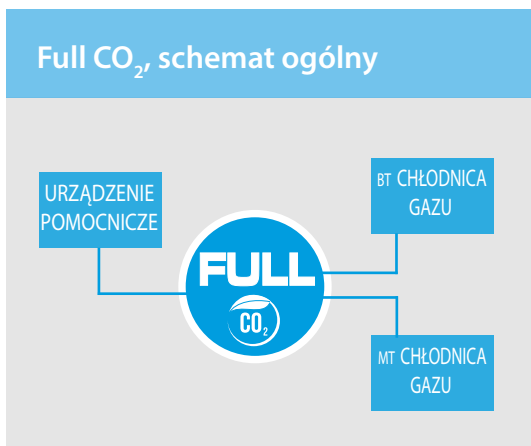 Full CO₂, schemat ogólny
URZĄDZENIE
POMOCNICZE
BT CHŁODNICA
GAZU
FULL
CO₂
MT CHŁODNICA
GAZU